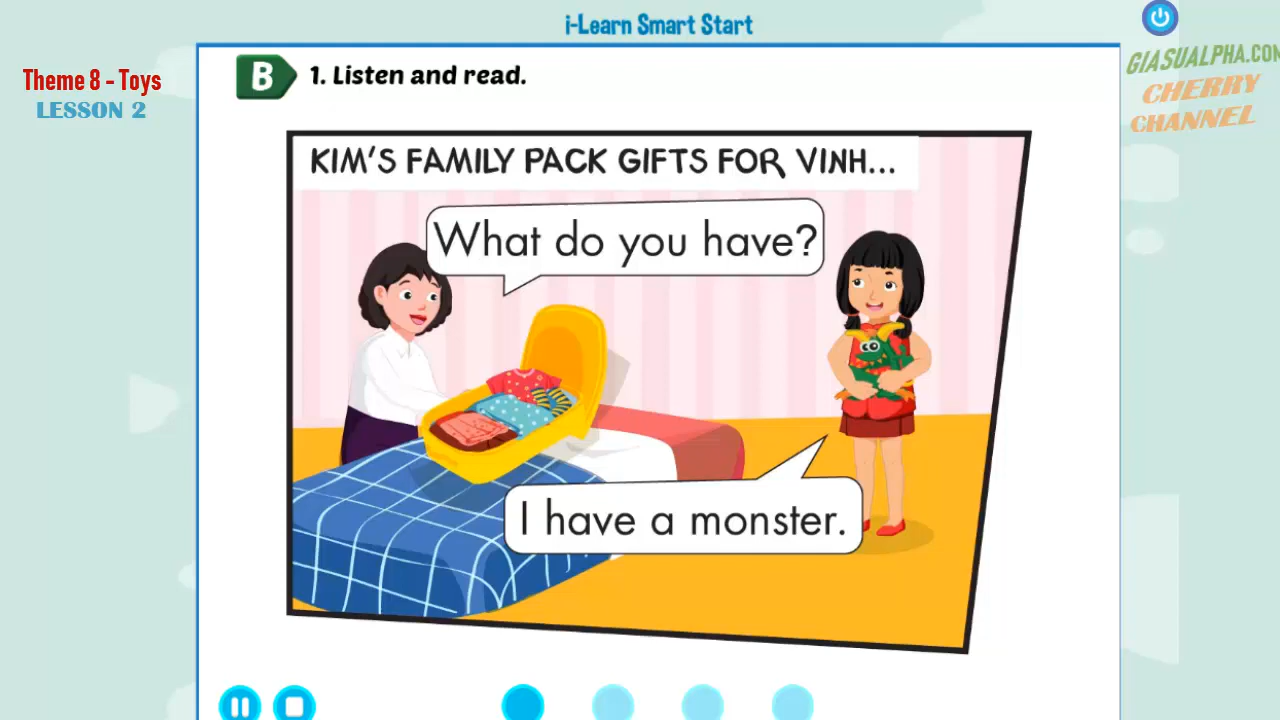 i-Learn Smart Start
Theme 8 - Toys
LESSON 2
B 1. Listen and read.
GIASUALPHA.COM
CHERRY
CHANNEL
KIM'S FAMILY PACK GIFTS FOR VINH...
What do you have?
I have a monster.